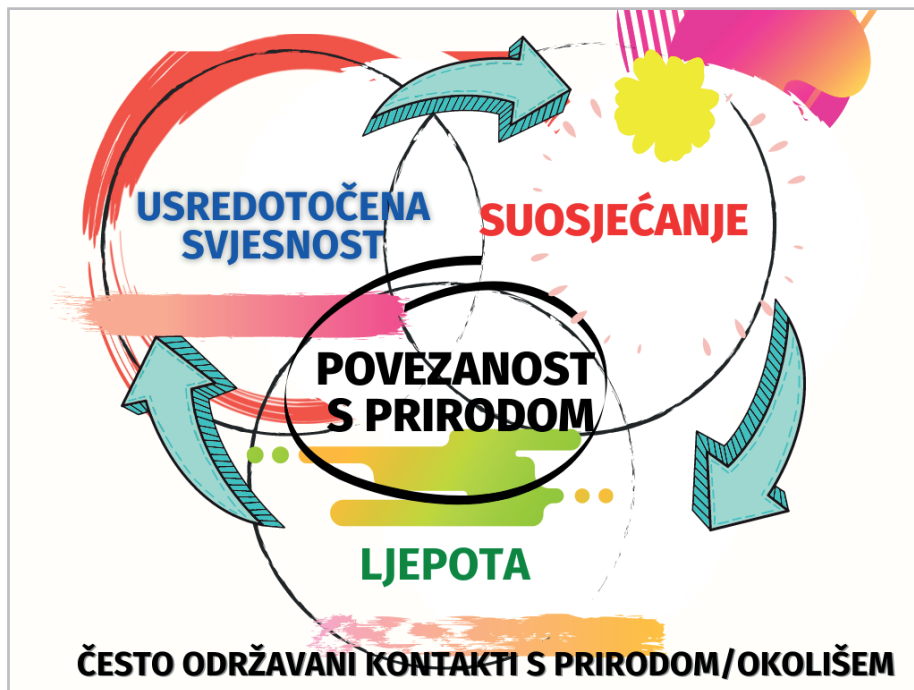 USREDOTOČENA
SVJESNOST
SUOSJEĆANJE
POVEZANOST
S PRIRODOM
LJEPOTA
ČESTO ODRŽAVANI KONTAKTI S PRIRODOM/OKOLIŠEM